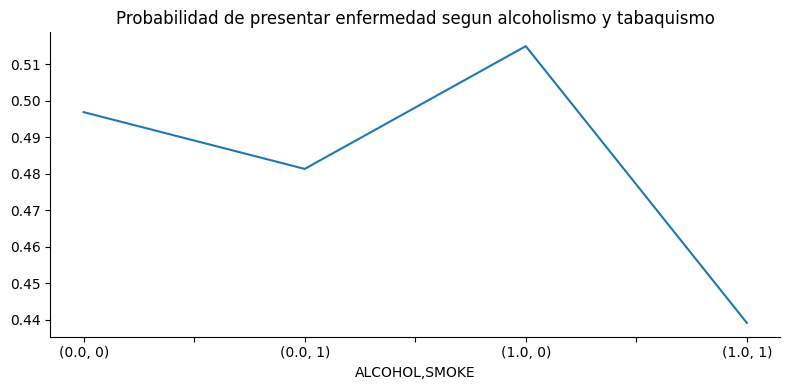 Probabilidad de presentar enfermedad segun alcoholismo y tabaquismo
0.51
0.50
0.49
0.48
0.47
0.46
0.45
0.44
(0.0, 0) (0.0, 1) (1.0, 0) (1.0, 1)
ALCOHOL,SMOKE